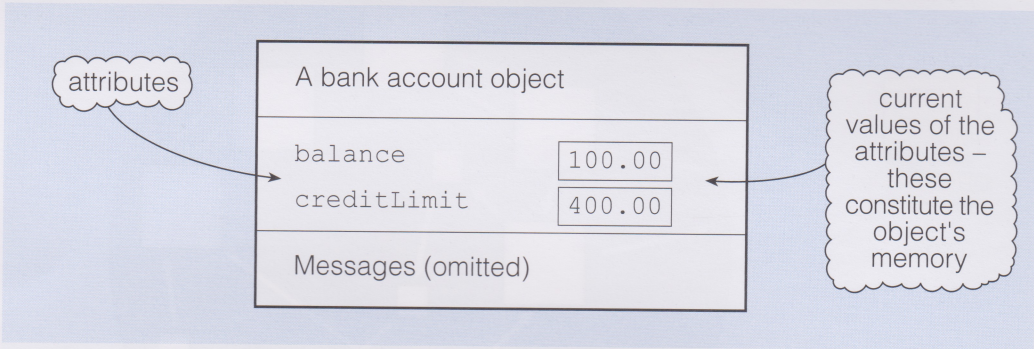 attributes
A bank account object
balance 100.00
creditLimit 400.00
Messages (omitted)
current
values of the
attributes –
these
constitute the
object's
memory